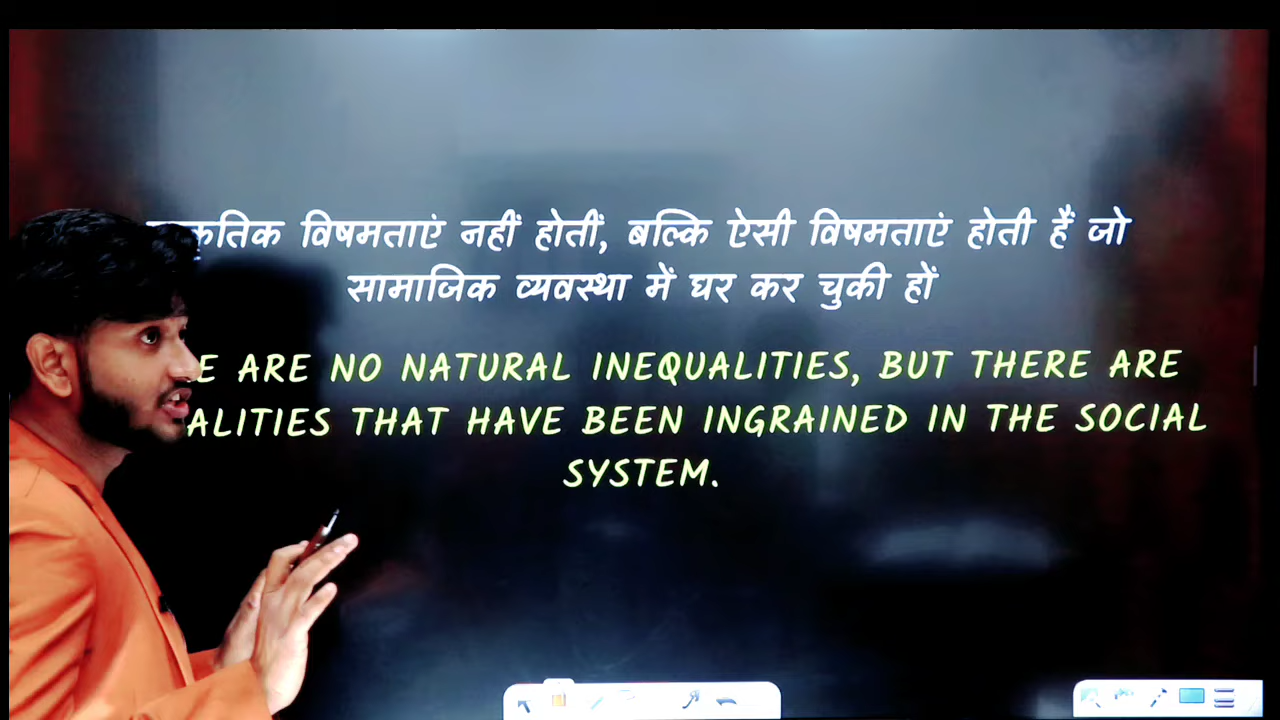 विषमताएं नहीं होतीं, बल्कि ऐसी विषमताएं होती हैं जो
सामाजिक व्यवस्था में घर कर चुकी हों
ARE NO NATURAL INEQUALITIES, BUT THERE ARE
THAT HAVE BEEN INGRAINED IN THE SOCIAL
SYSTEM.